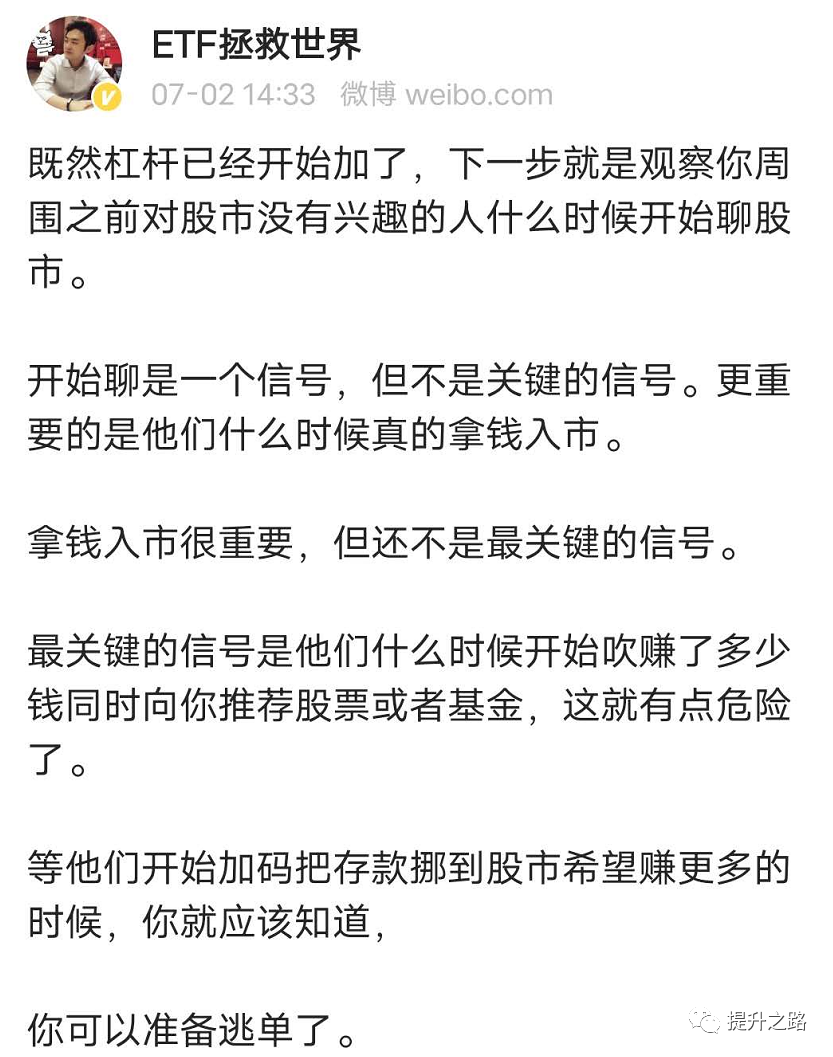 ETF拯救世界
07-02 14:33 微博 weibo.com
既然杠杆已经开始加了，下一步就是观察你周
围之前对股市没有兴趣的人什么时候开始聊股
市。
开始聊是一个信号，但不是关键的信号。更重
要的是他们什么时候真的拿钱入市。
拿钱入市很重要，但还不是最关键的信号。
最关键的信号是他们什么时候开始吹赚了多少
钱同时向你推荐股票或者基金，这就有点危险
了。
等他们开始加码把存款挪到股市希望赚更多的
时候，你就应该知道，
你可以准备逃单了。
提升之路